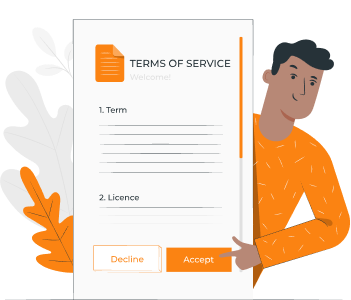 TERMS OF SERVICE
Welcome!
1. Term
2. Licence
Decline
Accept